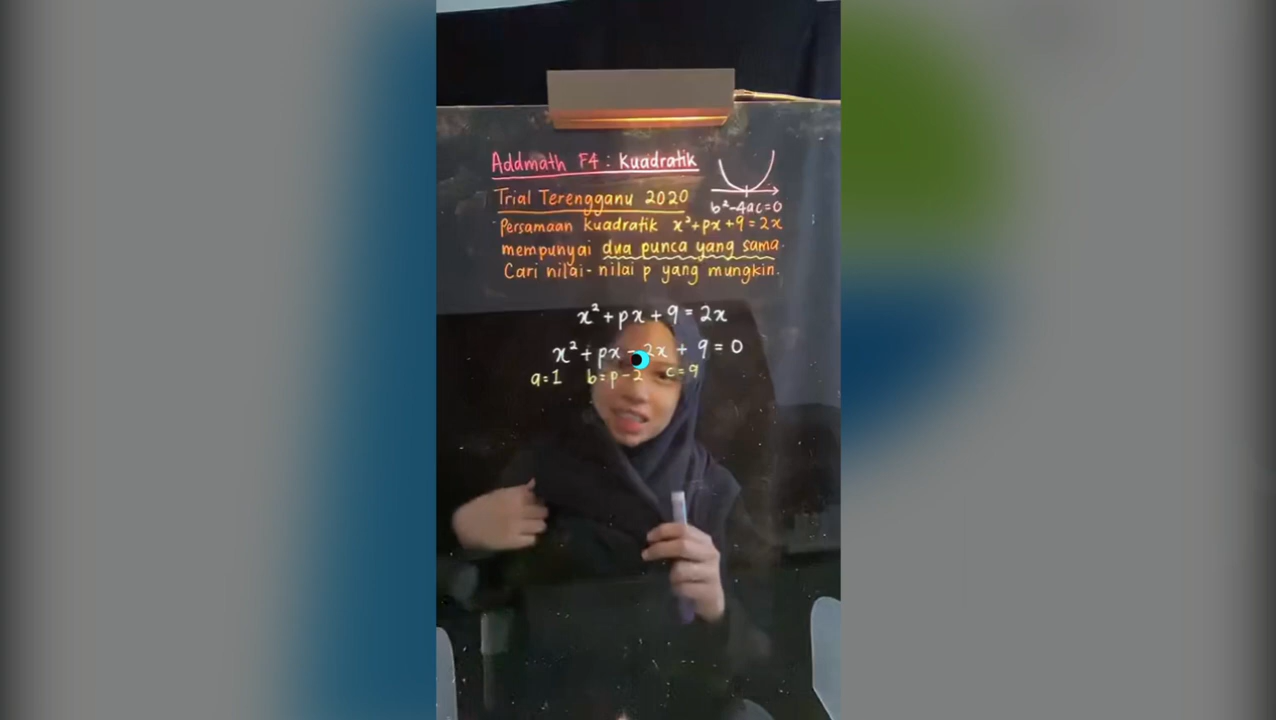 Addmath F4 : Kuadratik
Trial Terengganu 2020
b²-4ac=0
Persamaan kuadratik x²+px+9=2x
mempunyai dua punca yang sama.
Cari nilai-nilai p yang mungkin.
x²+px+9=2x
x²+px-2x+9=0
a=1 b=p-2 c=9